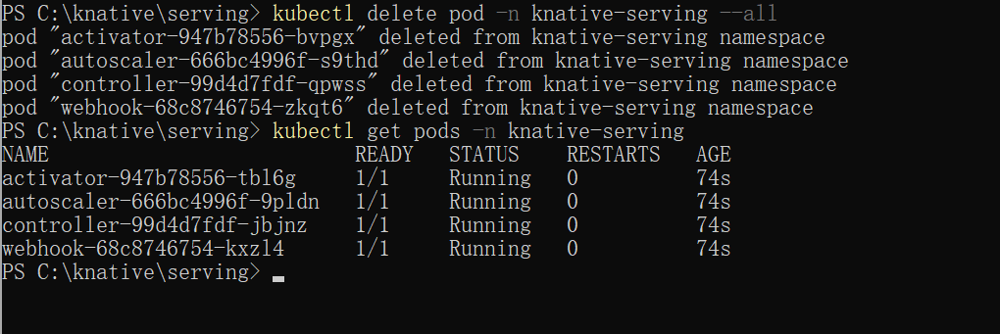 PS C:\knative\serving> kubectl delete pod -n knative-serving --all
pod "activator-947b78556-bvpgx" deleted from knative-serving namespace
pod "autoscaler-666bc4996f-s9thd" deleted from knative-serving namespace
pod "controller-99d4d7fdf-qpwss" deleted from knative-serving namespace
pod "webhook-68c8746754-zkqt6" deleted from knative-serving namespace
PS C:\knative\serving> kubectl get pods -n knative-serving
NAME READY STATUS RESTARTS AGE
activator-947b78556-tbl6g 1/1 Running 0 74s
autoscaler-666bc4996f-9pldn 1/1 Running 0 74s
controller-99d4d7fdf-jbjnz 1/1 Running 0 74s
webhook-68c8746754-kxzl4 1/1 Running 0 74s
PS C:\knative\serving>